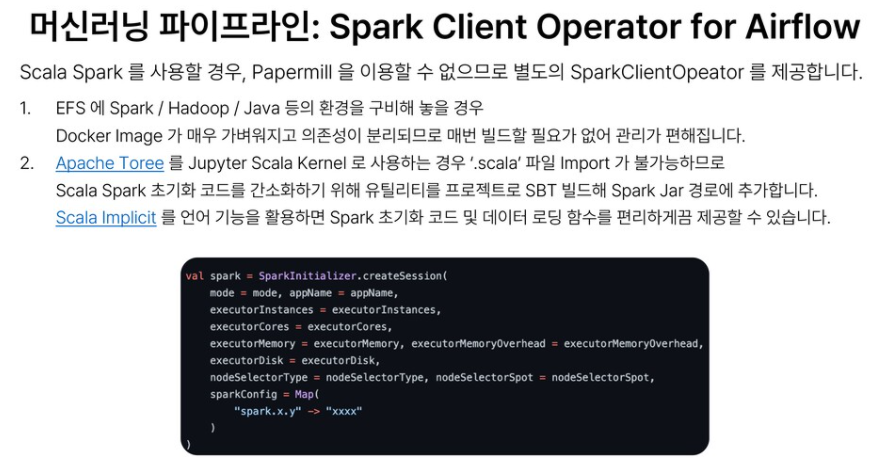 머신러닝 파이프라인: Spark Client Operator for Airflow
Scala Spark 를 사용할 경우, Papermill 을 이용할 수 없으므로 별도의 SparkClientOpeator 를 제공합니다.
1. EFS 에 Spark / Hadoop / Java 등의 환경을 구비해 놓을 경우
Docker Image 가 매우 가벼워지고 의존성이 분리되므로 매번 빌드할 필요가 없어 관리가 편해집니다.
2. Apache Toree 를 Jupyter Scala Kernel 로 사용하는 경우 ‘.scala’ 파일 Import 가 불가능하므로
Scala Spark 초기화 코드를 간소화하기 위해 유틸리티를 프로젝트로 SBT 빌드해 Spark Jar 경로에 추가합니다.
Scala Implicit 를 언어 기능을 활용하면 Spark 초기화 코드 및 데이터 로딩 함수를 편리하게끔 제공할 수 있습니다.
val spark = SparkInitializer.createSession(
mode = mode, appName = appName,
executorInstances = executorInstances,
executorCores = executorCores,
executorMemory = executorMemory, executorMemoryOverhead = executorMemoryOverhead,
executorDisk = executorDisk,
nodeSelectorType = nodeSelectorType, nodeSelectorSpot = nodeSelectorSpot,
sparkConfig = Map(
"spark.x.y" -> "xxxx"
)
)